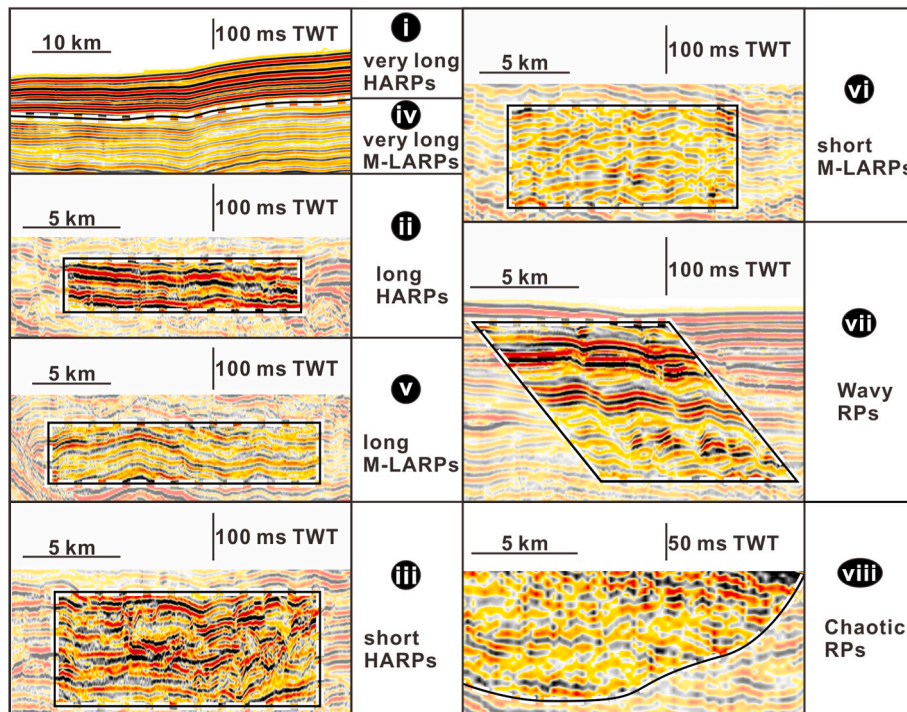 10 km
100 ms TWT
i
very long
HARPs
iv
very long
M-LARPs
5 km
100 ms TWT
ii
long
HARPs
5 km
100 ms TWT
v
long
M-LARPs
5 km
100 ms TWT
iii
short
HARPs
5 km
100 ms TWT
vi
short
M-LARPs
5 km
100 ms TWT
vii
Wavy
RPs
5 km
50 ms TWT
viii
Chaotic
RPs